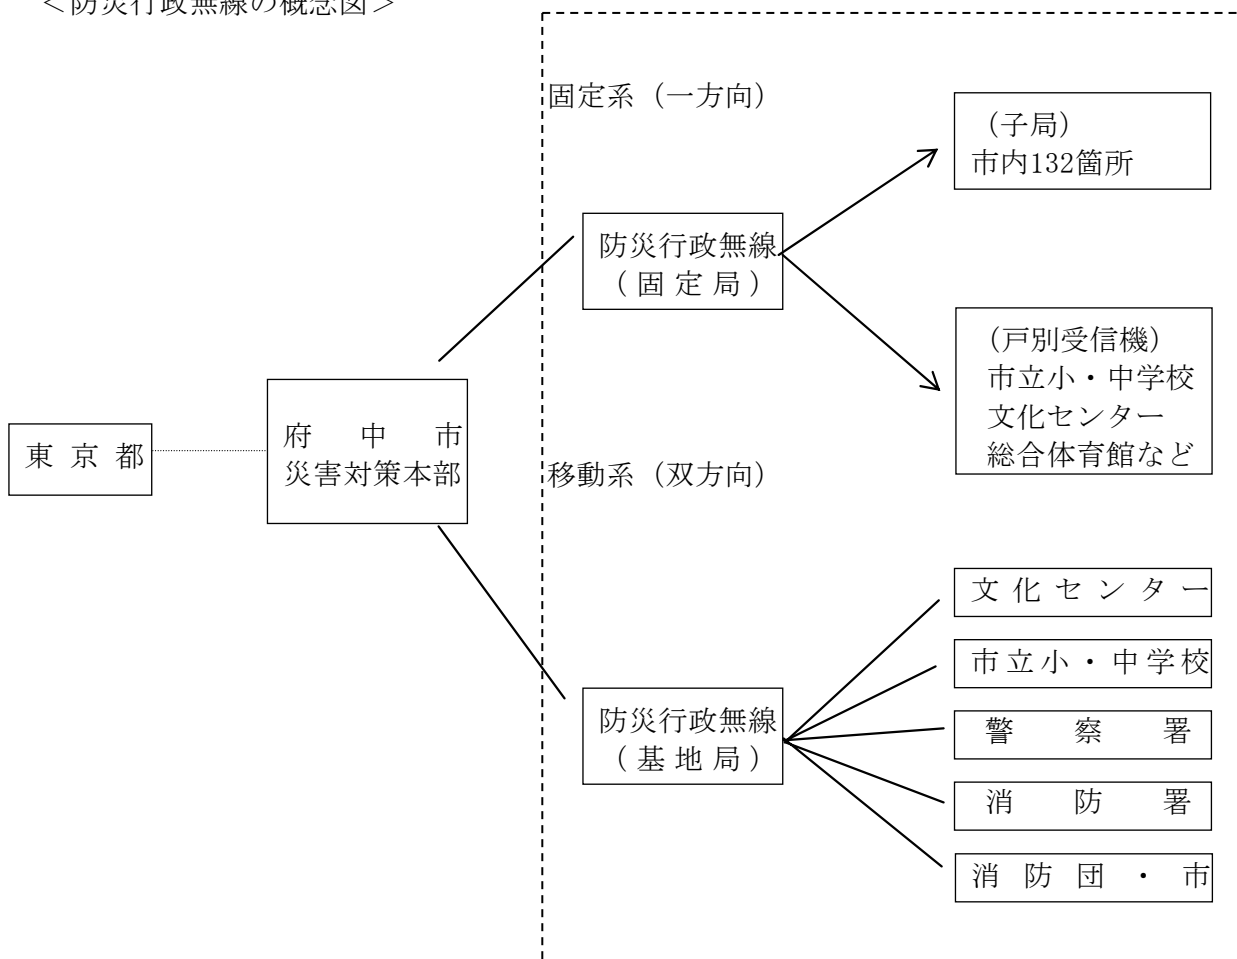 ＜防災行政無線の概念図＞
固定系（一方向）
（子局）
市内132箇所
防災行政無線
（固定局）
（戸別受信機）
市立小・中学校
文化センター
総合体育館など
東京都
府中市
災害対策本部
移動系（双方向）
文化センター
市立小・中学校
防災行政無線
（基地局）
警察署
消防署
消防団・市